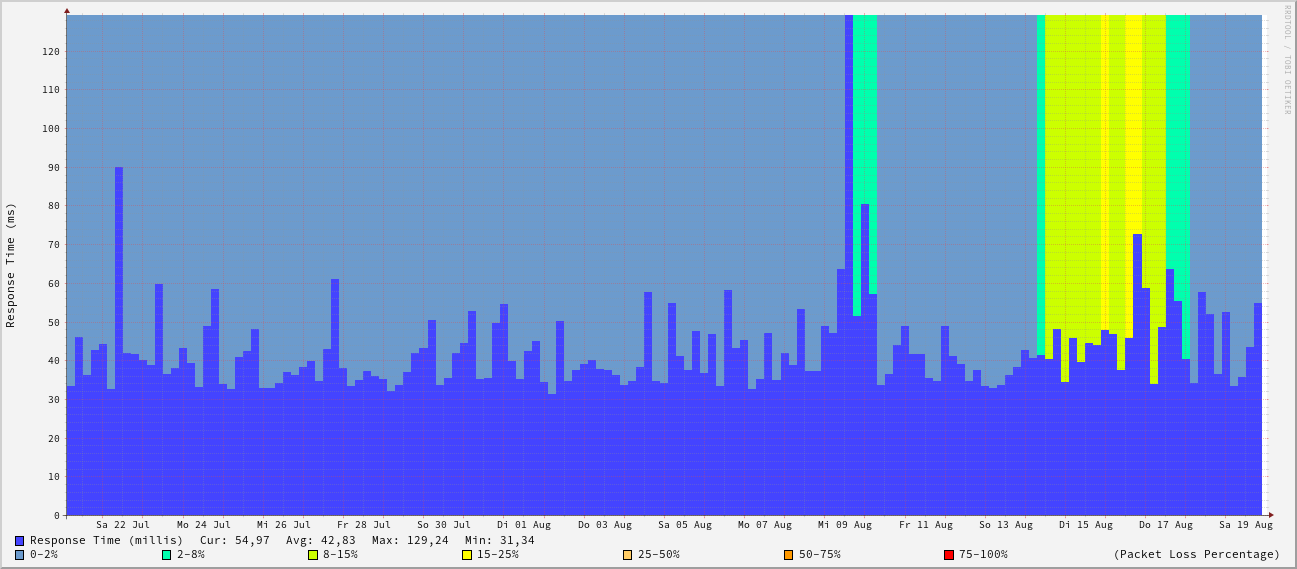 RRDTOOL / TOBI OETIKER
Response Time (ms)
120
110
100
90
80
70
60
50
40
30
20
10
0
Sa 22 Jul Mo 24 Jul Mi 26 Jul Fr 28 Jul So 30 Jul Di 01 Aug Do 03 Aug Sa 05 Aug Mo 07 Aug Mi 09 Aug Fr 11 Aug So 13 Aug Di 15 Aug Do 17 Aug Sa 19 Aug
Response Time (millis) Cur: 54,97 Avg: 42,83 Max: 129,24 Min: 31,34
0-2% 2-8% 8-15% 15-25% 25-50% 50-75% 75-100% (Packet Loss Percentage)